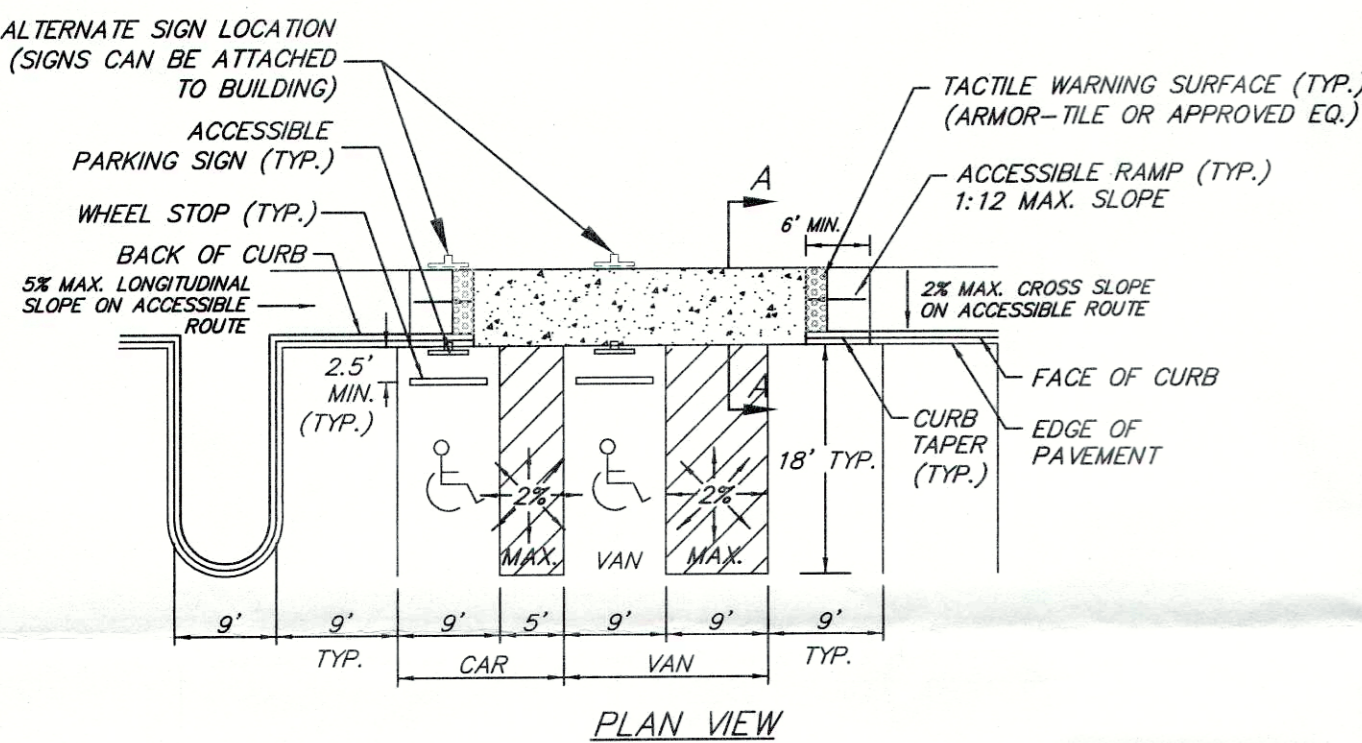 ALTERNATE SIGN LOCATION
(SIGNS CAN BE ATTACHED
TO BUILDING)
ACCESSIBLE
PARKING SIGN (TYP.)
WHEEL STOP (TYP.)
BACK OF CURB
5% MAX. LONGITUDINAL
SLOPE ON ACCESSIBLE
ROUTE
TACTILE WARNING SURFACE (TYP.)
(ARMOR-TILE OR APPROVED EQ.)
A
ACCESSIBLE RAMP (TYP.)
1:12 MAX. SLOPE
6' MIN.
2% MAX. CROSS SLOPE
ON ACCESSIBLE ROUTE
2.5'
MIN.
(TYP.)
A
FACE OF CURB
CURB
TAPER
(TYP.)
EDGE OF
PAVEMENT
18' TYP.
2%
MAX.
VAN
2%
MAX.
9'
9'
TYP.
9'
5'
9'
9'
9'
TYP.
CAR
VAN
PLAN VIEW